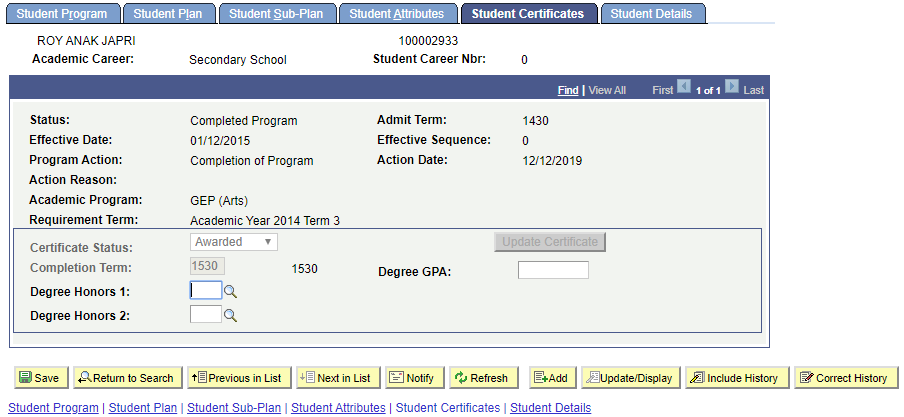 Student Program Student Plan Student Sub-Plan Student Attributes Student Certificates Student Details
ROY ANAK JAPRI 100002933
Academic Career: Secondary School Student Career Nbr: 0
Find | View All First 1 of 1 Last
Status: Completed Program Admit Term: 1430
Effective Date: 01/12/2015 Effective Sequence: 0
Program Action: Completion of Program Action Date: 12/12/2019
Action Reason:
Academic Program: GEP (Arts)
Requirement Term: Academic Year 2014 Term 3
Certificate Status: Awarded Update Certificate
Completion Term: 1530 1530 Degree GPA:
Degree Honors 1:
Degree Honors 2:
Save Return to Search Previous in List Next in List Notify Refresh Add Update/Display Include History Correct History
Student Program | Student Plan | Student Sub-Plan | Student Attributes | Student Certificates | Student Details